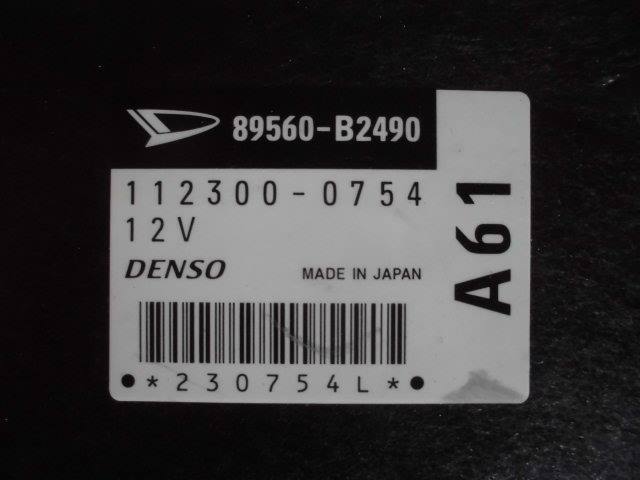 89560-B2490
112300-0754
12V
DENSO MADE IN JAPAN
*230754L*
A61